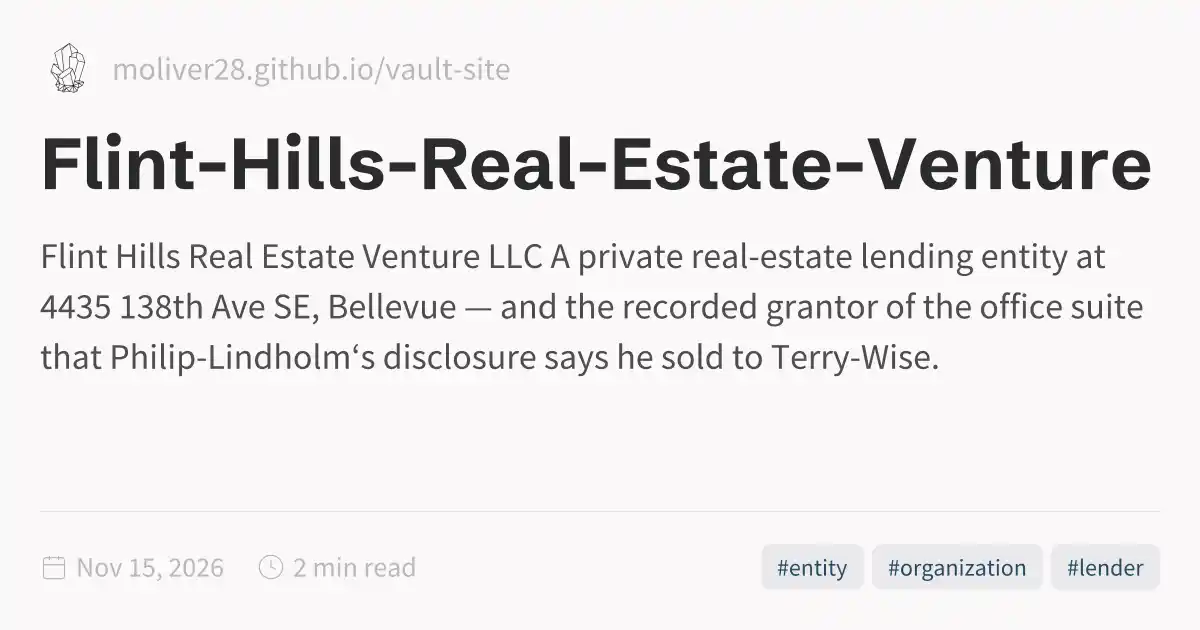 moliver28.github.io/vault-site
Flint-Hills-Real-Estate-Venture
Flint Hills Real Estate Venture LLC A private real-estate lending entity at
4435 138th Ave SE, Bellevue — and the recorded grantor of the office suite
that Philip-Lindholm‘s disclosure says he sold to Terry-Wise.
Nov 15, 2026 2 min read #entity #organization #lender